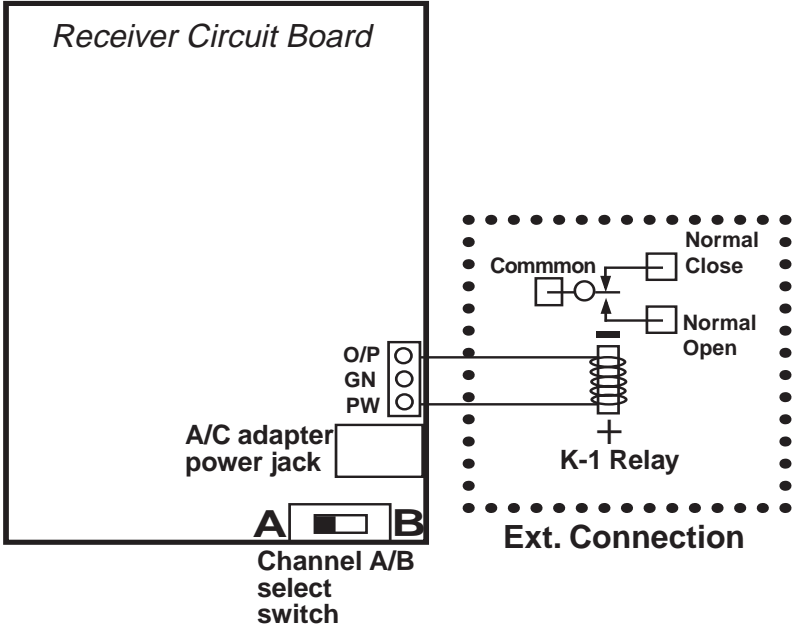 Receiver Circuit Board
Normal
Close
Commmon
Normal
Open
O/P
GN
PW
A/C adapter
power jack
K-1 Relay
A
B
Channel A/B
select
switch
Ext. Connection